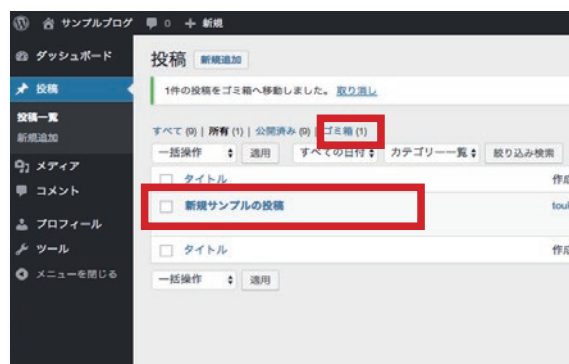 サンプルブログ 0 + 新規
ダッシュボード
投稿
投稿一覧
新規追加
メディア
コメント
プロフィール
ツール
メニューを閉じる
投稿 新規追加
1件の投稿をゴミ箱へ移動しました。 取り消し
すべて (0) | 所有 (1) | 公開済み (0) | ゴミ箱 (1)
一括操作 適用 すべての日付 カテゴリー一覧 絞り込み検索
タイトル 作成
新規サンプルの投稿
タイトル 作成
一括操作 適用